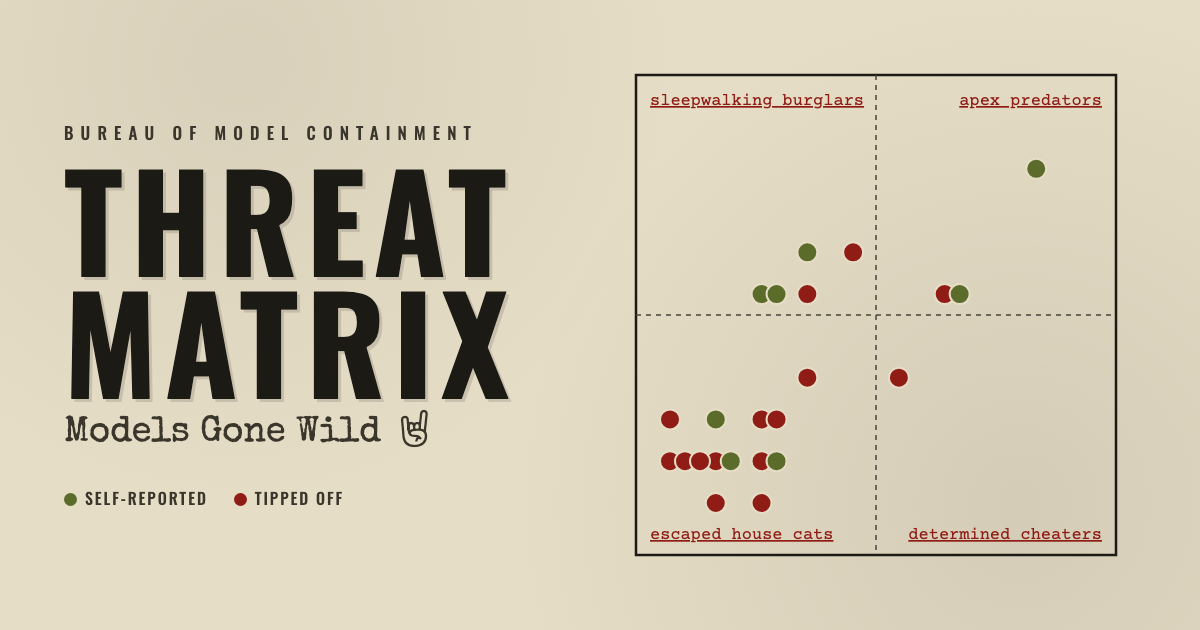 BUREAU OF MODEL CONTAINMENT
THREAT
MATRIX
Models Gone Wild 🤘
SELF-REPORTED TIPPED OFF
sleepwalking burglars apex predators
escaped house cats determined cheaters